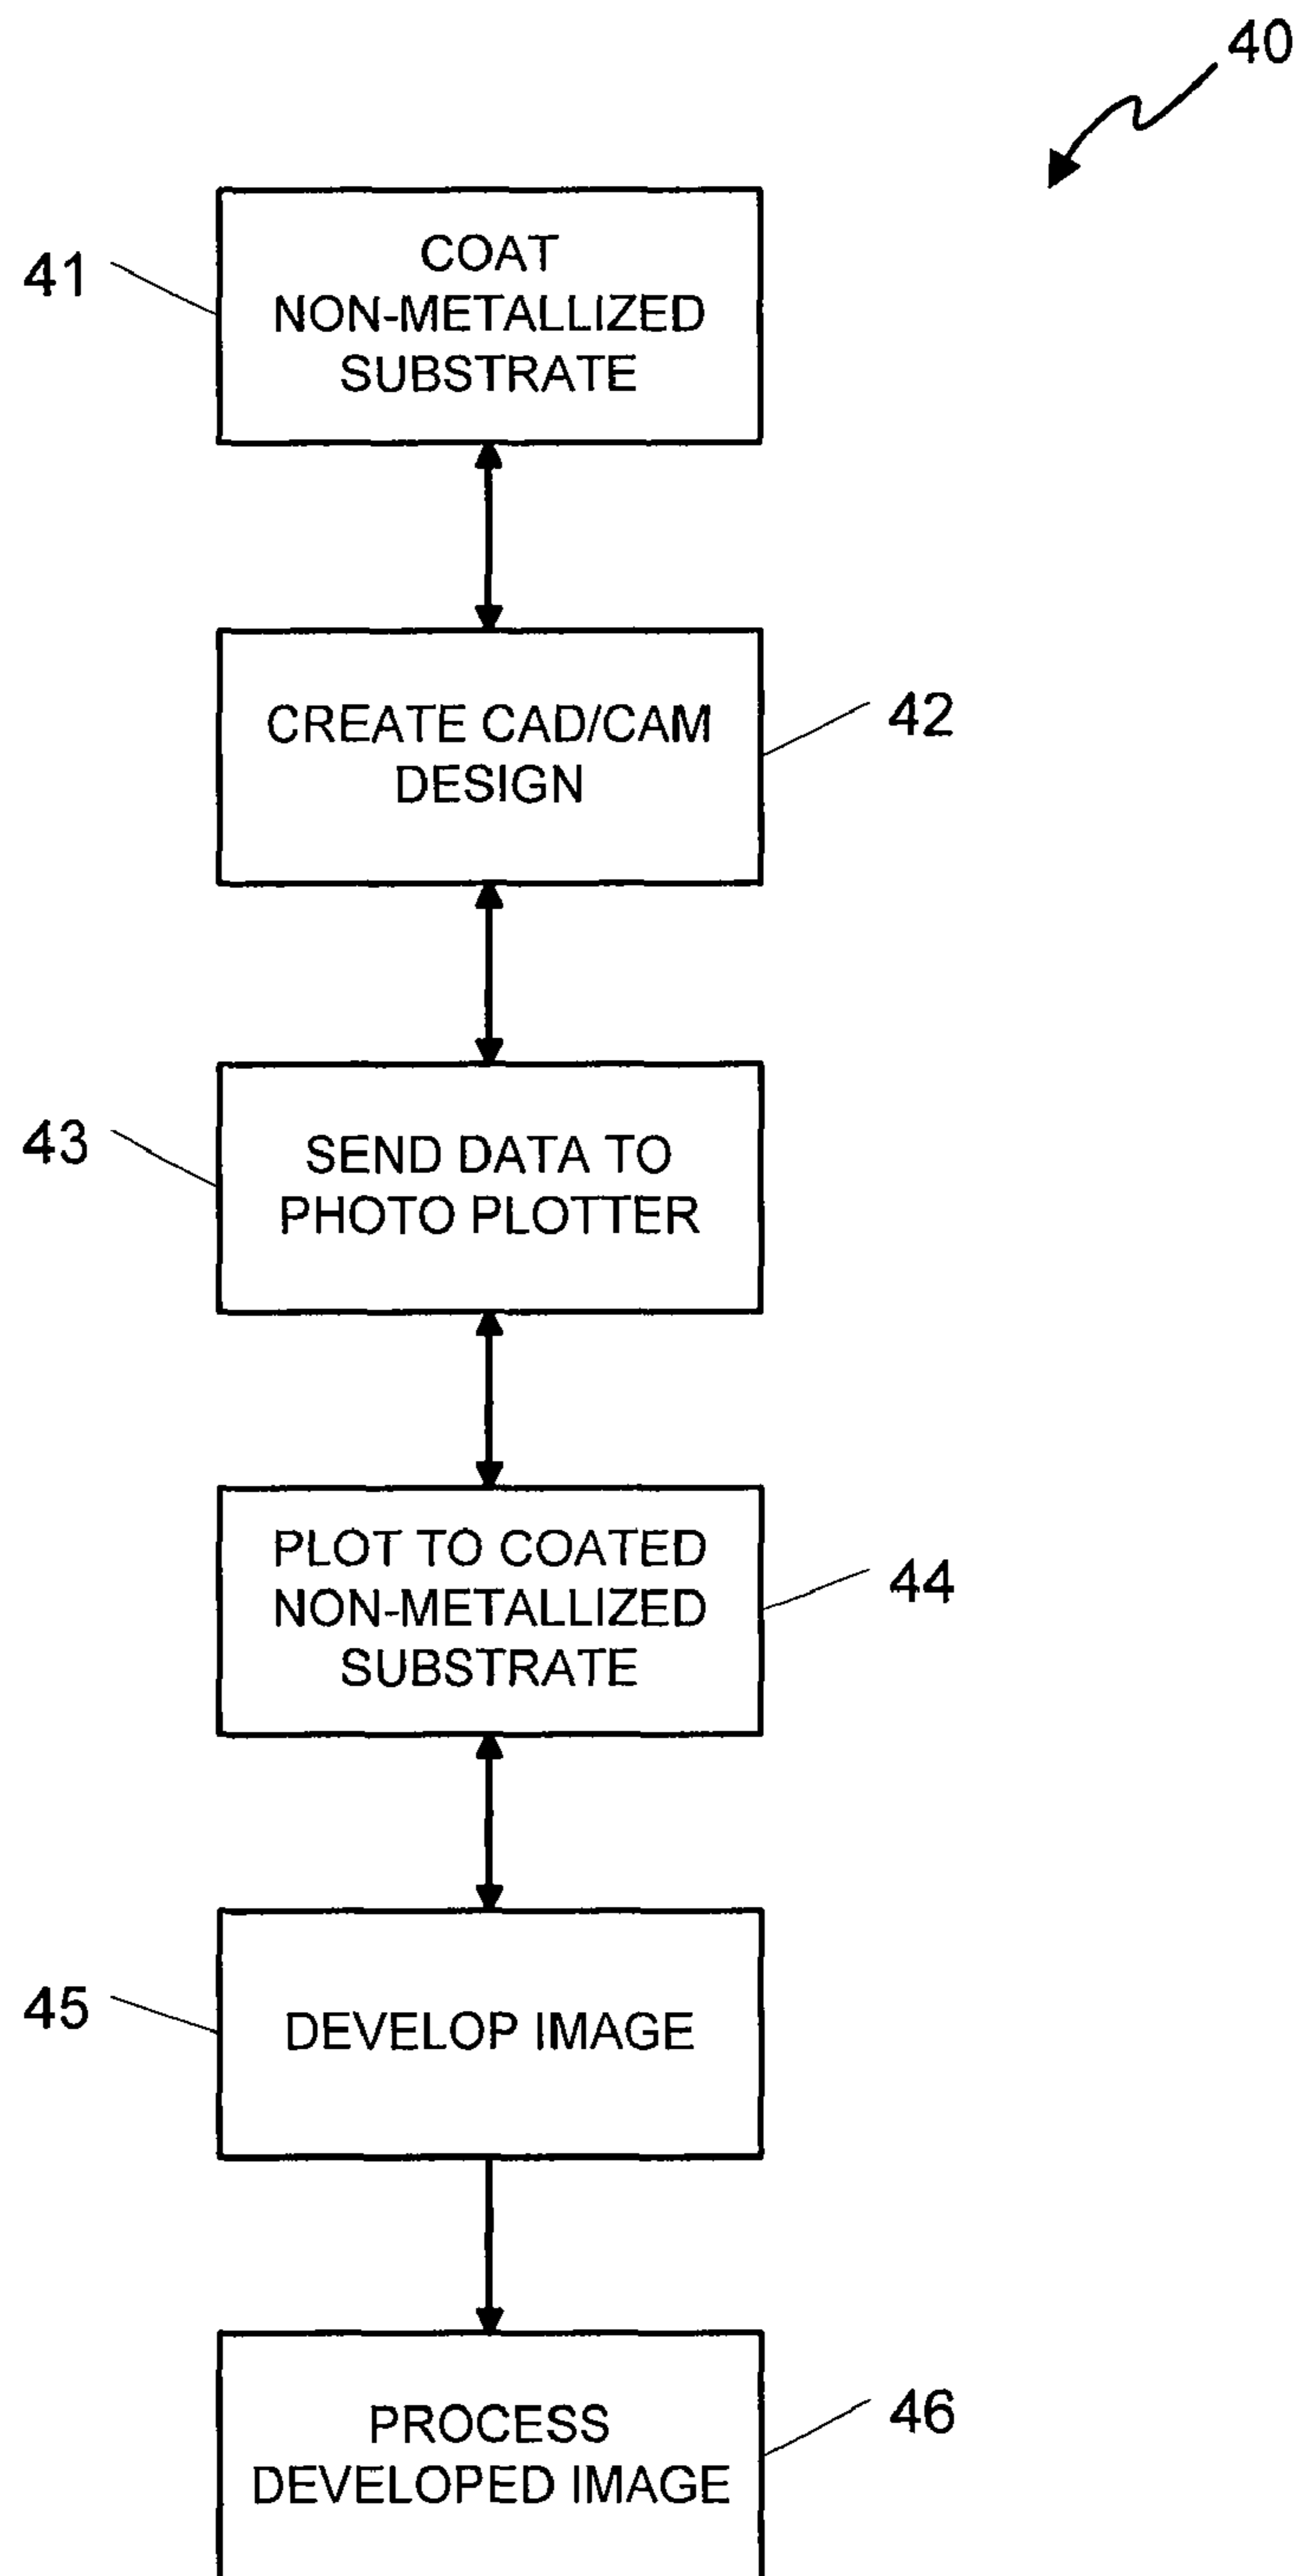 40
41
COAT
NON-METALLIZED
SUBSTRATE
CREATE CAD/CAM
DESIGN
42
43
SEND DATA TO
PHOTO PLOTTER
PLOT TO COATED
NON-METALLIZED
SUBSTRATE
44
45
DEVELOP IMAGE
PROCESS
DEVELOPED IMAGE
46